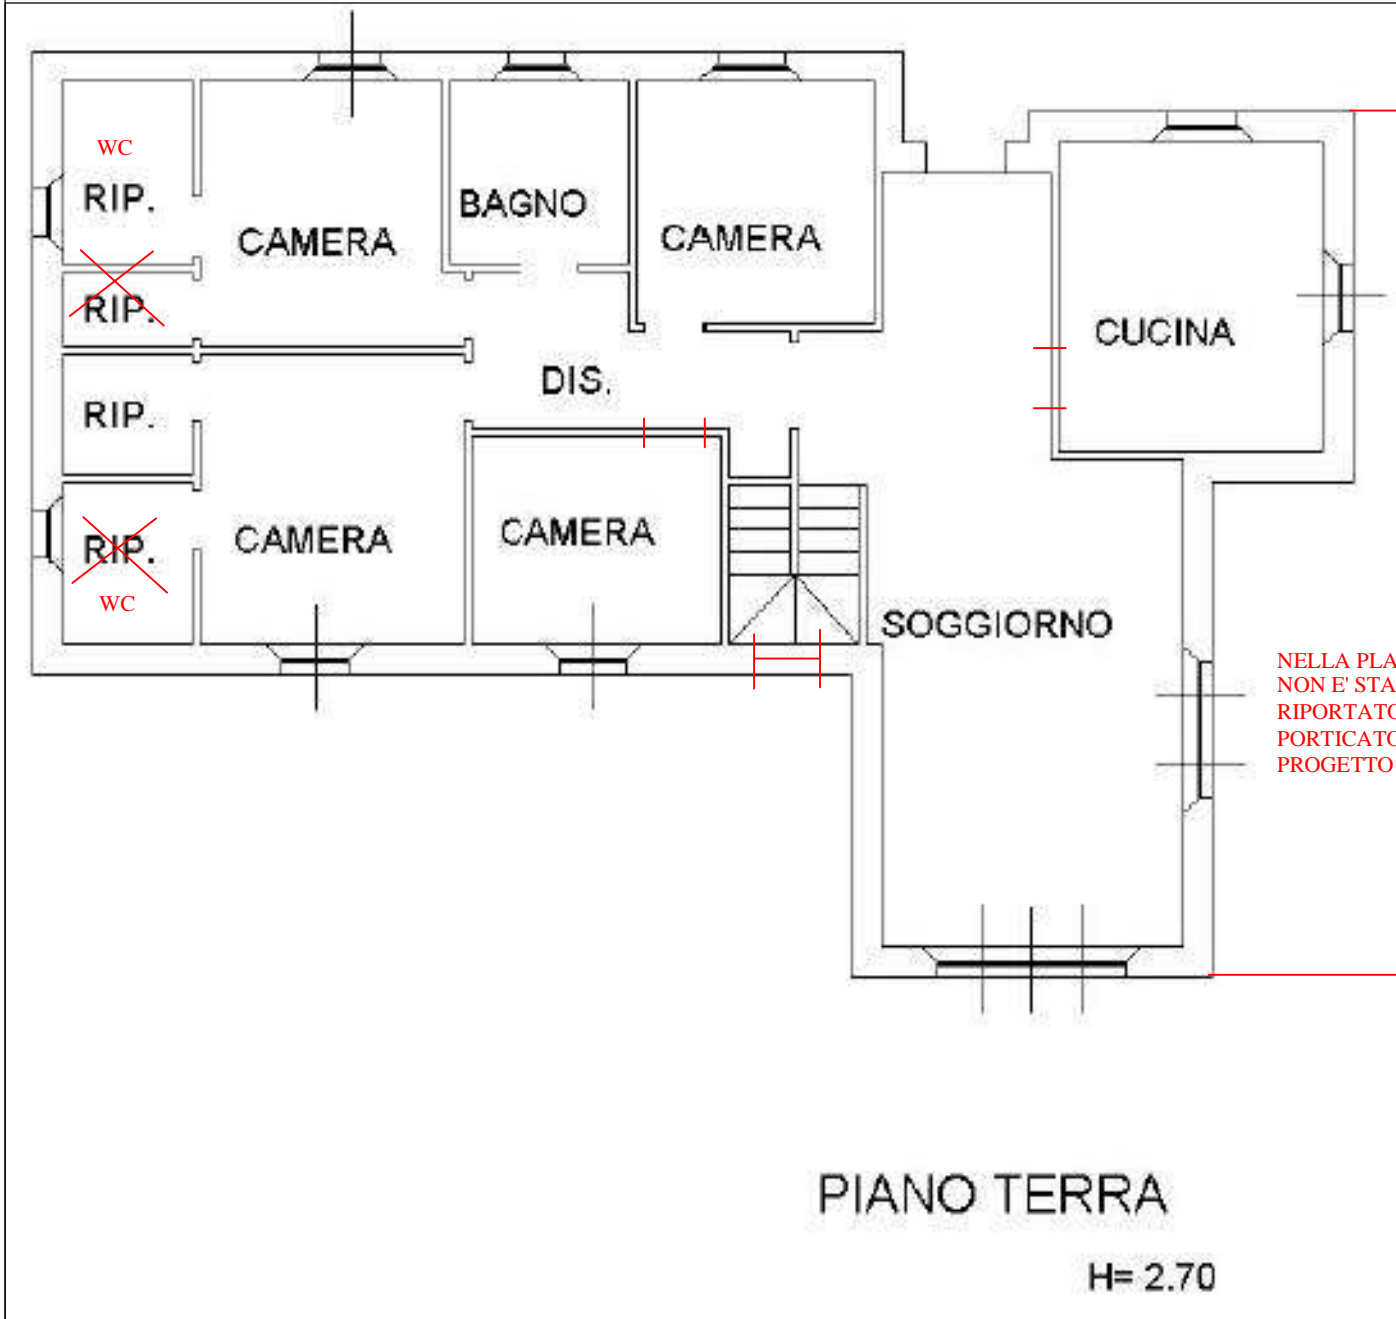 WC
RIP.
CAMERA
BAGNO
CAMERA
RIP.
CUCINA
DIS.
RIP.
RIP.
WC
CAMERA
CAMERA
SOGGIORNO
NELLA PLA
NON E' STA
RIPORTATO
PORTICATO
PROGETTO
PIANO TERRA
H= 2.70